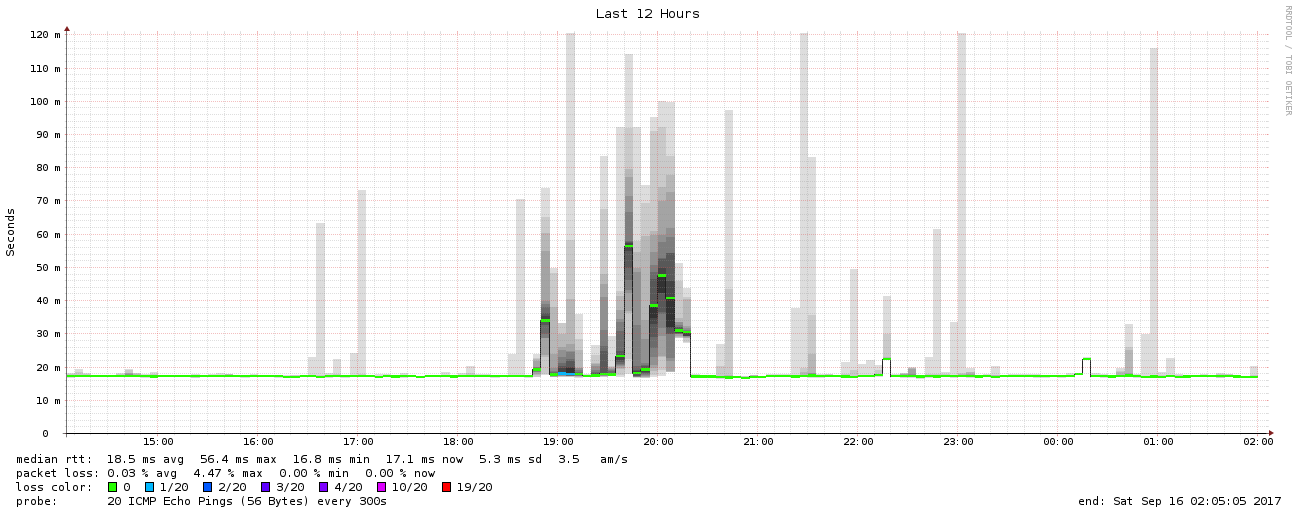 Last 12 Hours
RRDTOOL / TOBI OETIKER
120 m
110 m
100 m
90 m
80 m
70 m
60 m
50 m
40 m
30 m
20 m
10 m
0
Seconds
15:00 16:00 17:00 18:00 19:00 20:00 21:00 22:00 23:00 00:00 01:00 02:00
median rtt: 18.5 ms avg 56.4 ms max 16.8 ms min 17.1 ms now 5.3 ms sd 3.5 am/s
packet loss: 0.03 % avg 4.47 % max 0.00 % min 0.00 % now
loss color: 0 1/20 2/20 3/20 4/20 10/20 19/20
probe: 20 ICMP Echo Pings (56 Bytes) every 300s end: Sat Sep 16 02:05:05 2017